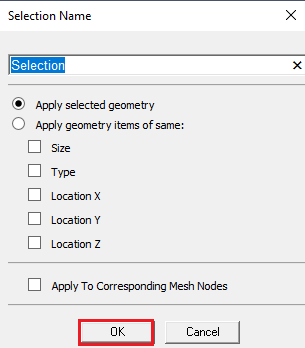 Selection Name
Selection
Apply selected geometry
Apply geometry items of same:
Size
Type
Location X
Location Y
Location Z
Apply To Corresponding Mesh Nodes
OK Cancel